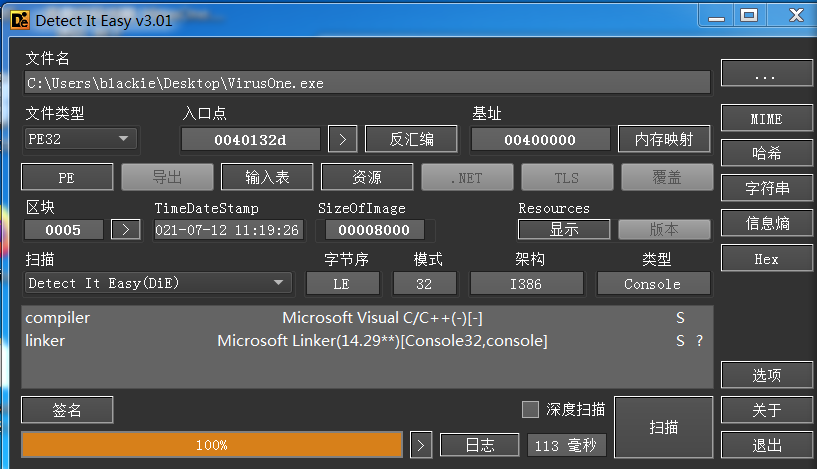 Detect It Easy v3.01
文件名
C:\Users\b1ackie\Desktop\VirusOne.exe
...
文件类型 入口点 基址
PE32 0040132d > 反汇编 00400000 内存映射 MIME
哈希
PE 导出 输入表 资源 .NET TLS 覆盖
字符串
区块 TimeDateStamp SizeOfImage Resources
0005 > 021-07-12 11:19:26 00008000 显示 版本 信息熵
扫描 字节序 模式 架构 类型 Hex
Detect It Easy(DiE) LE 32 I386 Console
compiler Microsoft Visual C/C++(-)[-] S
linker Microsoft Linker(14.29**)[Console32,console] S ?
选项
签名 深度扫描 扫描 关于
100% > 日志 113 毫秒 退出